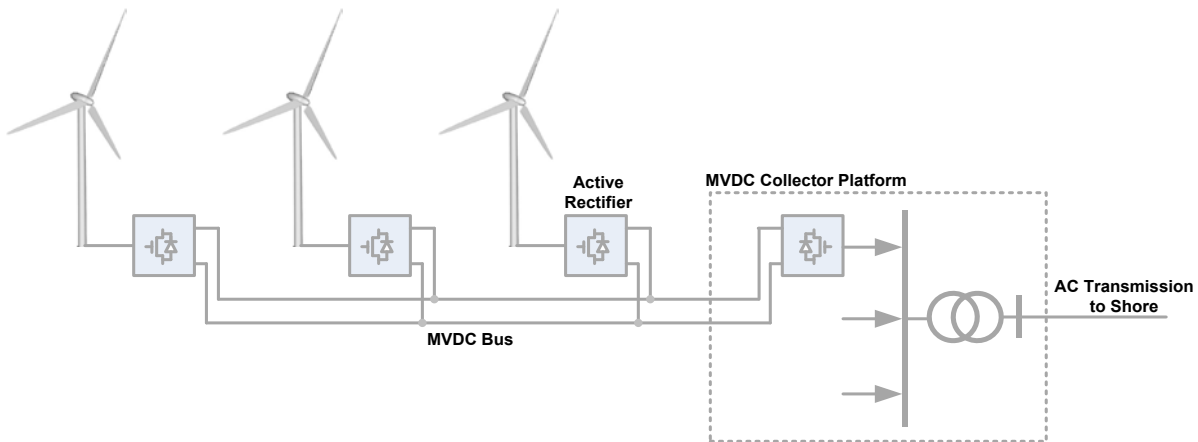 Active
Rectifier
MVDC Collector Platform
AC Transmission
to Shore
MVDC Bus